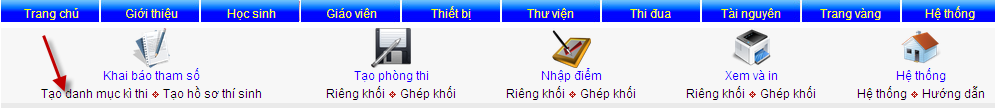 Trang chủ Giới thiệu Học sinh Giáo viên Thiết bị Thư viện Thi đua Tài nguyên Trang vàng Hệ thống
Khai báo tham số Tạo phòng thi Nhập điểm Xem và in Hệ thống
Tạo danh mục kì thi ❖ Tạo hồ sơ thí sinh Riêng khối ❖ Ghép khối Riêng khối ❖ Ghép khối Riêng khối ❖ Ghép khối Hệ thống ❖ Hướng dẫn